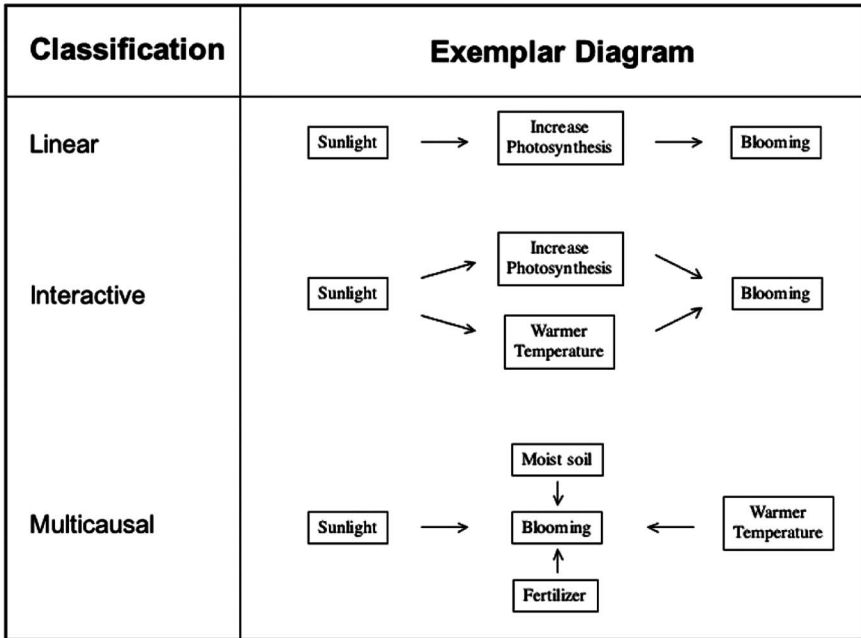 Classification
Exemplar Diagram
Linear
Sunlight
Increase
Photosynthesis
Blooming
Interactive
Sunlight
Increase
Photosynthesis
Warmer
Temperature
Blooming
Multicausal
Sunlight
Moist soil
Blooming
Fertilizer
Warmer
Temperature